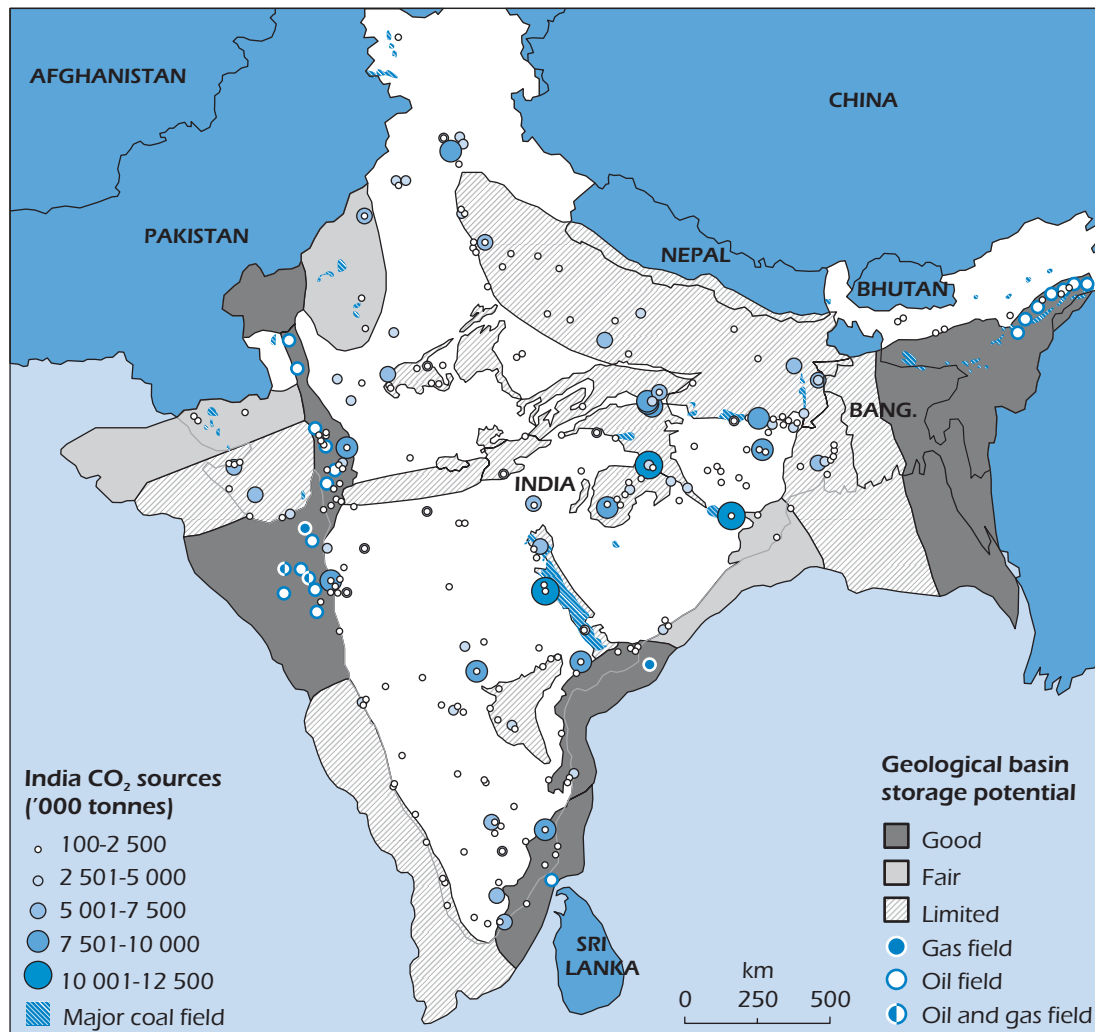 AFGHANISTAN
CHINA
PAKISTAN
NEPAL
BHUTAN
BANG.
INDIA
SRI
LANKA
India CO₂ sources
('000 tonnes)
100-2 500
2 501-5 000
5 001-7 500
7 501-10 000
10 001-12 500
Major coal field
km
0 250 500
Geological basin
storage potential
Good
Fair
Limited
Gas field
Oil field
Oil and gas field